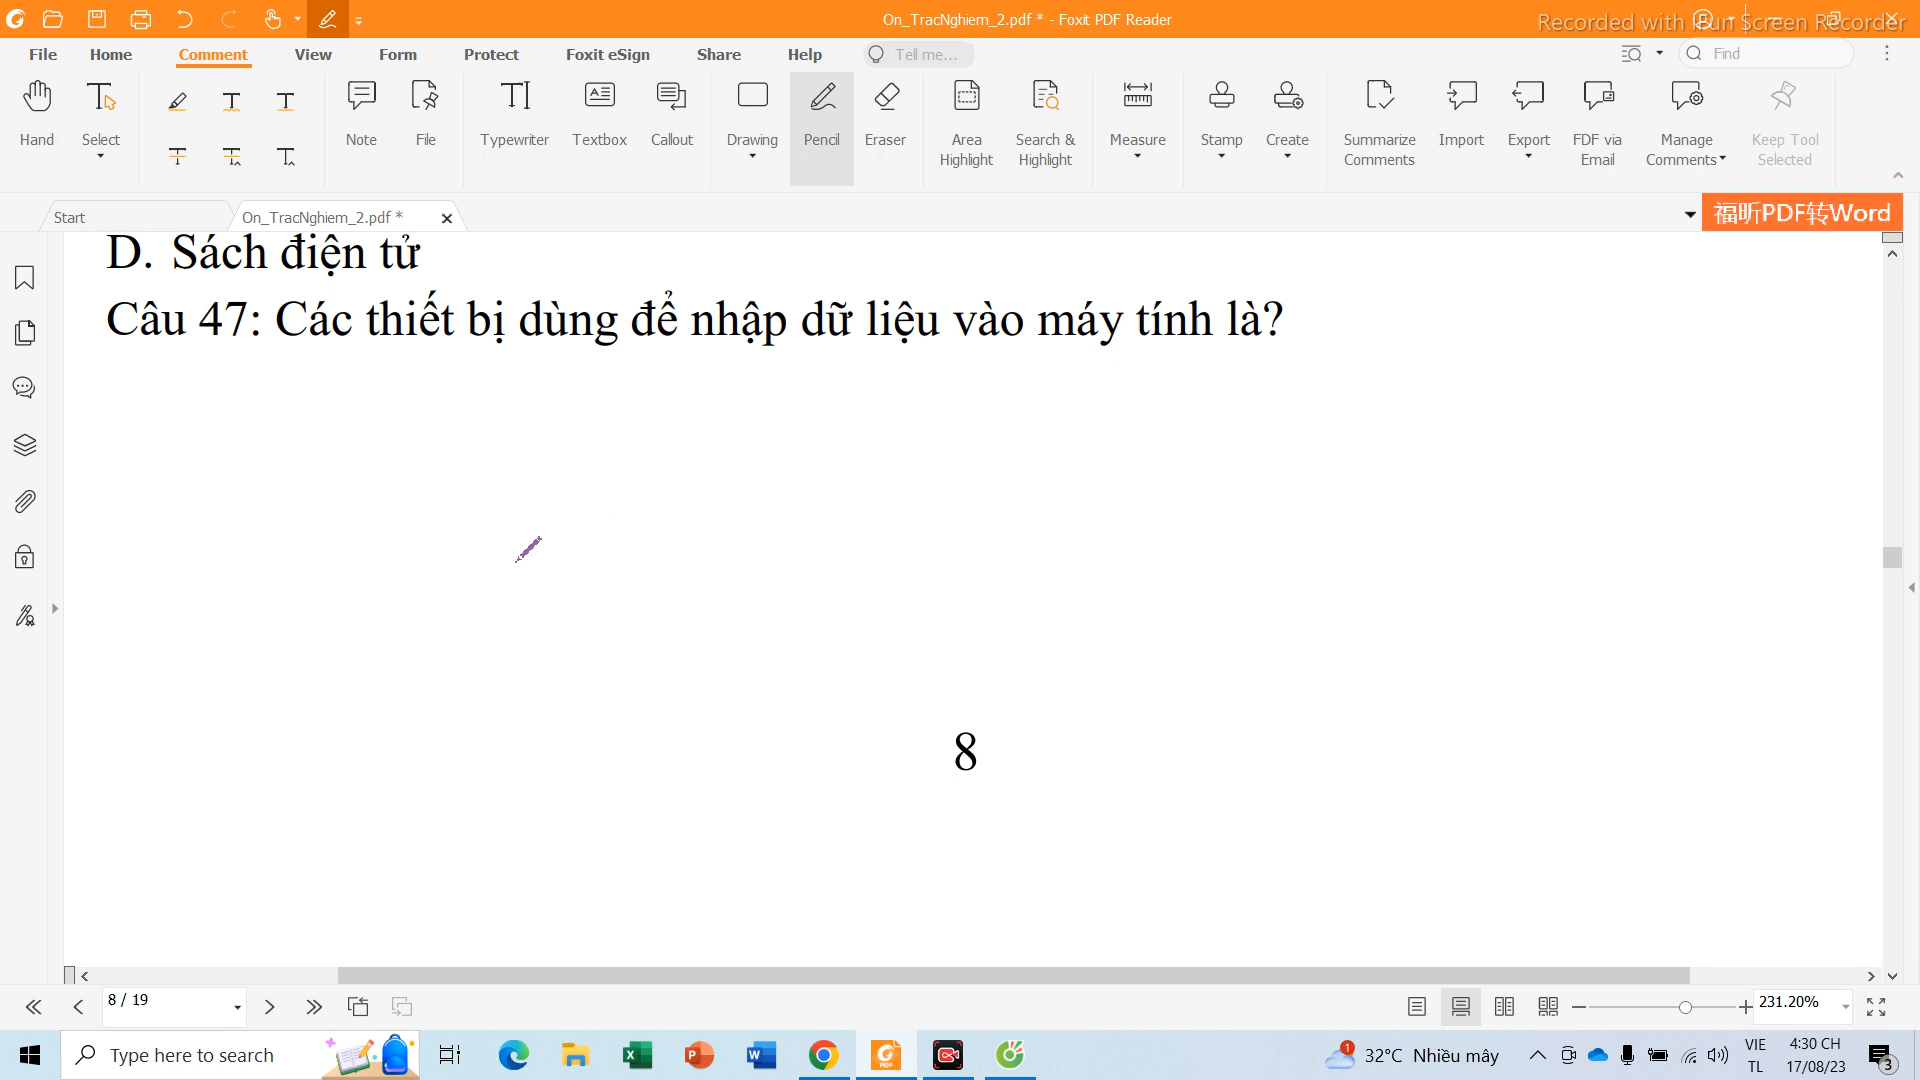 On_TracNghiem_2.pdf * - Foxit PDF Reader
Recorded with iFun Screen Recorder
File Home Comment View Form Protect Foxit eSign Share Help Tell me... Find
Hand Select Note File Typewriter Textbox Callout Drawing Pencil Eraser Area Highlight Search & Highlight Measure Stamp Create Summarize Comments Import Export FDF via Email Manage Comments Keep Tool Selected
Start On_TracNghiem_2.pdf * 福昕PDF转Word
D. Sách điện tử
Câu 47: Các thiết bị dùng để nhập dữ liệu vào máy tính là?
8
8 / 19 231.20%
Type here to search 1 32°C Nhiều mây VIE 4:30 CH
TL 17/08/23 3